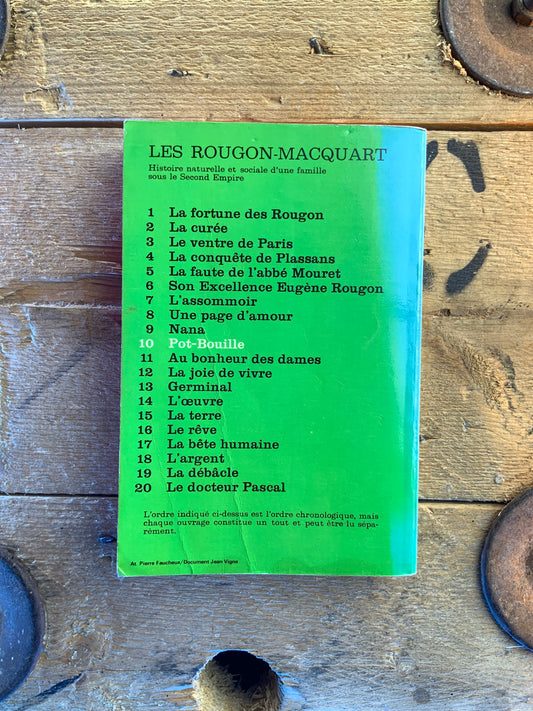 LES ROUGON-MACQUART
Histoire naturelle et sociale d'une famille
sous le Second Empire
1 La fortune des Rougon
2 La curée
3 Le ventre de Paris
4 La conquête de Plassans
5 La faute de l'abbé Mouret
6 Son Excellence Eugène Rougon
7 L'assommoir
8 Une page d'amour
9 Nana
10 Pot-Bouille
11 Au bonheur des dames
12 La joie de vivre
13 Germinal
14 L'œuvre
15 La terre
16 Le rêve
17 La bête humaine
18 L'argent
19 La débâcle
20 Le docteur Pascal
L'ordre indiqué ci-dessus est l'ordre chronologique, mais
chaque ouvrage constitue un tout et peut être lu sépa-
rément.
At. Pierre Faucheux/Document Jean Vigne